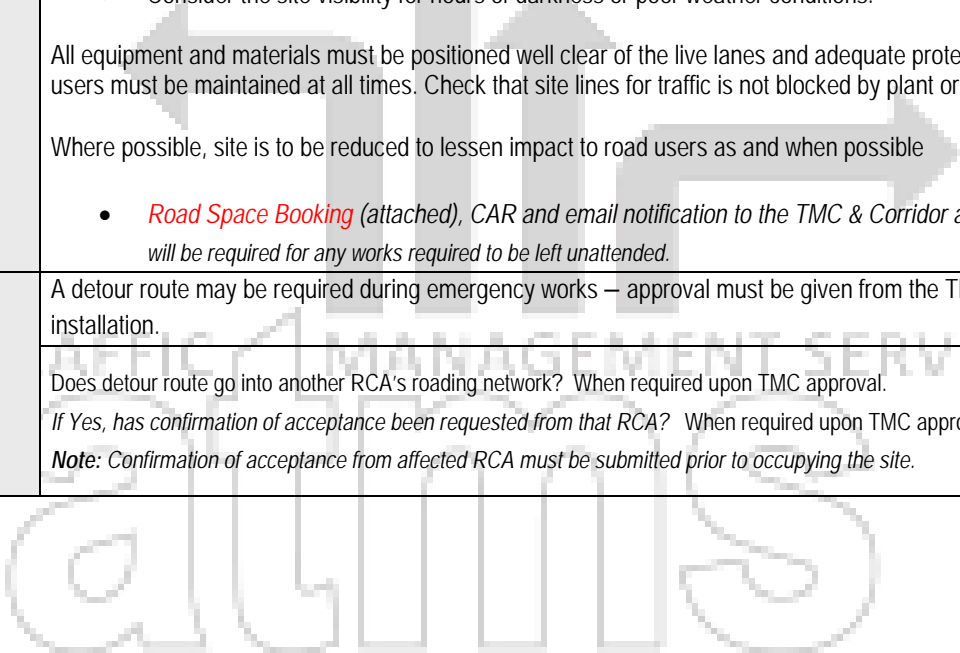 Consider the site visibility for hours of darkness or poor weather conditions.
All equipment and materials must be positioned well clear of the live lanes and adequate prote
users must be maintained at all times. Check that site lines for traffic is not blocked by plant or
Where possible, site is to be reduced to lessen impact to road users as and when possible
• Road Space Booking (attached), CAR and email notification to the TMC & Corridor a
will be required for any works required to be left unattended.
A detour route may be required during emergency works – approval must be given from the T
installation.
AFFIC MANAGEMENT SERV
Does detour route go into another RCA's roading network? When required upon TMC approval.
If Yes, has confirmation of acceptance been requested from that RCA? When required upon TMC appro
Note: Confirmation of acceptance from affected RCA must be submitted prior to occupying the site.
atms